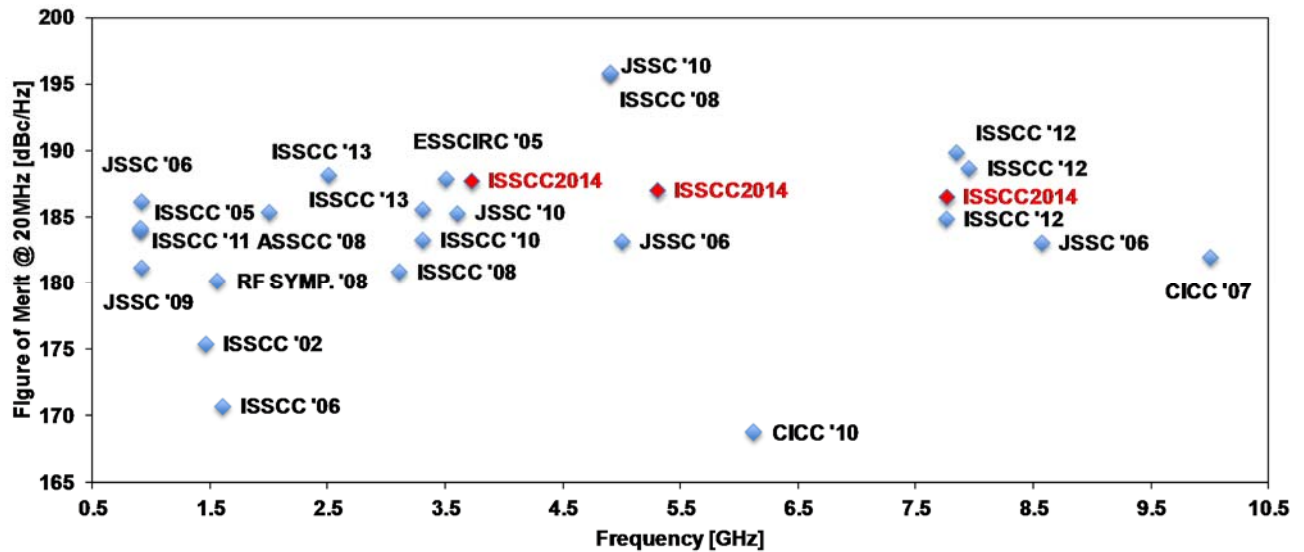 200
195
190
185
180
175
170
165
Figure of Merit @ 20MHz [dBc/Hz]
JSSC '10
ISSCC '08
ISSCC '12
ESSCIRC '05
ISSCC '13
JSSC '06
ISSCC '12
ISSCC2014
ISSCC2014
ISSCC2014
ISSCC '13
ISSCC '05
JSSC '10
ISSCC '12
ISSCC '11
ASSCC '08
ISSCC '10
JSSC '06
JSSC '06
ISSCC '08
RF SYMP. '08
CICC '07
JSSC '09
ISSCC '02
ISSCC '06
CICC '10
0.5 1.5 2.5 3.5 4.5 5.5 6.5 7.5 8.5 9.5 10.5
Frequency [GHz]